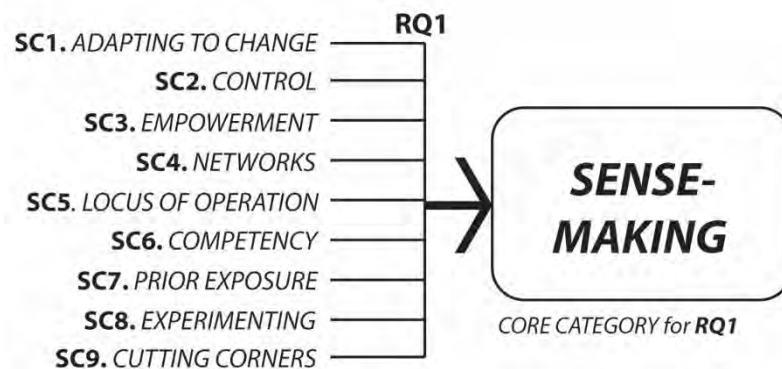 RQ1
SC1. ADAPTING TO CHANGE
SC2. CONTROL
SC3. EMPOWERMENT
SC4. NETWORKS
SC5. LOCUS OF OPERATION
SC6. COMPETENCY
SC7. PRIOR EXPOSURE
SC8. EXPERIMENTING
SC9. CUTTING CORNERS
SENSE-
MAKING
CORE CATEGORY for RQ1